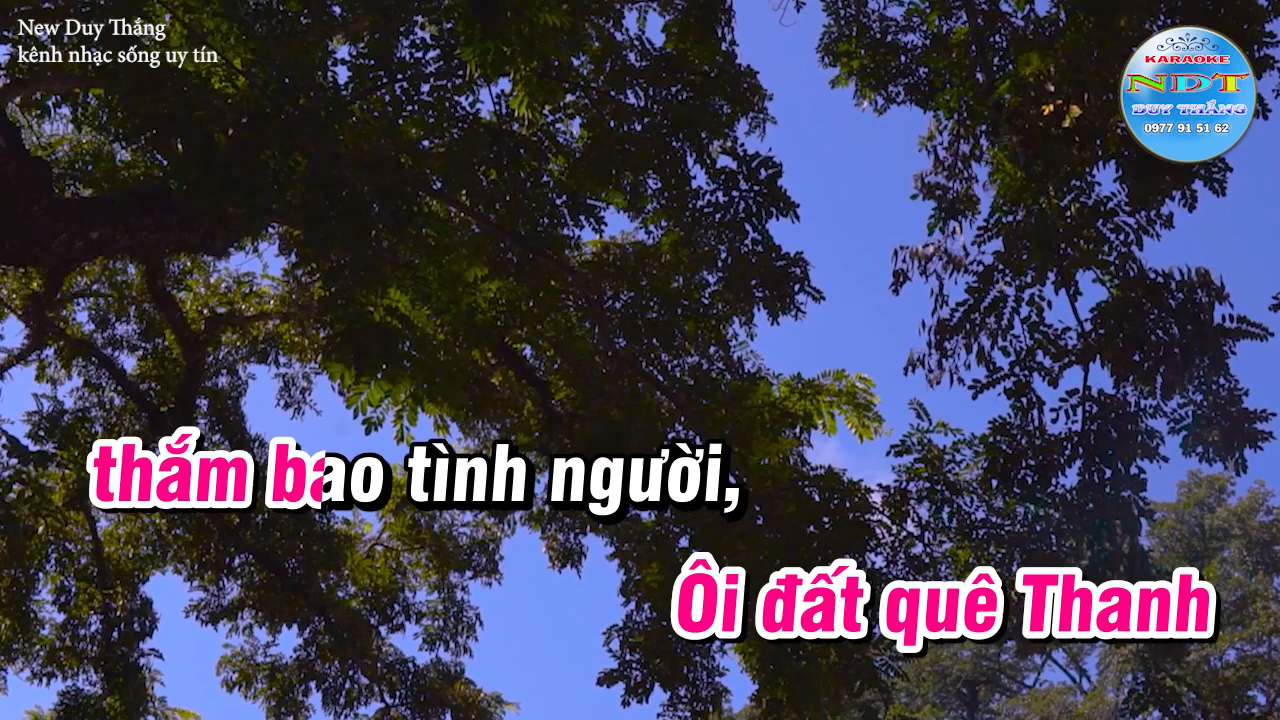 New Duy Thắng
kênh nhạc sống uy tín
KARAOKE
NDT
DUY THẮNG
0977 91 51 62
thắm bao tình người,
Ôi đất quê Thanh